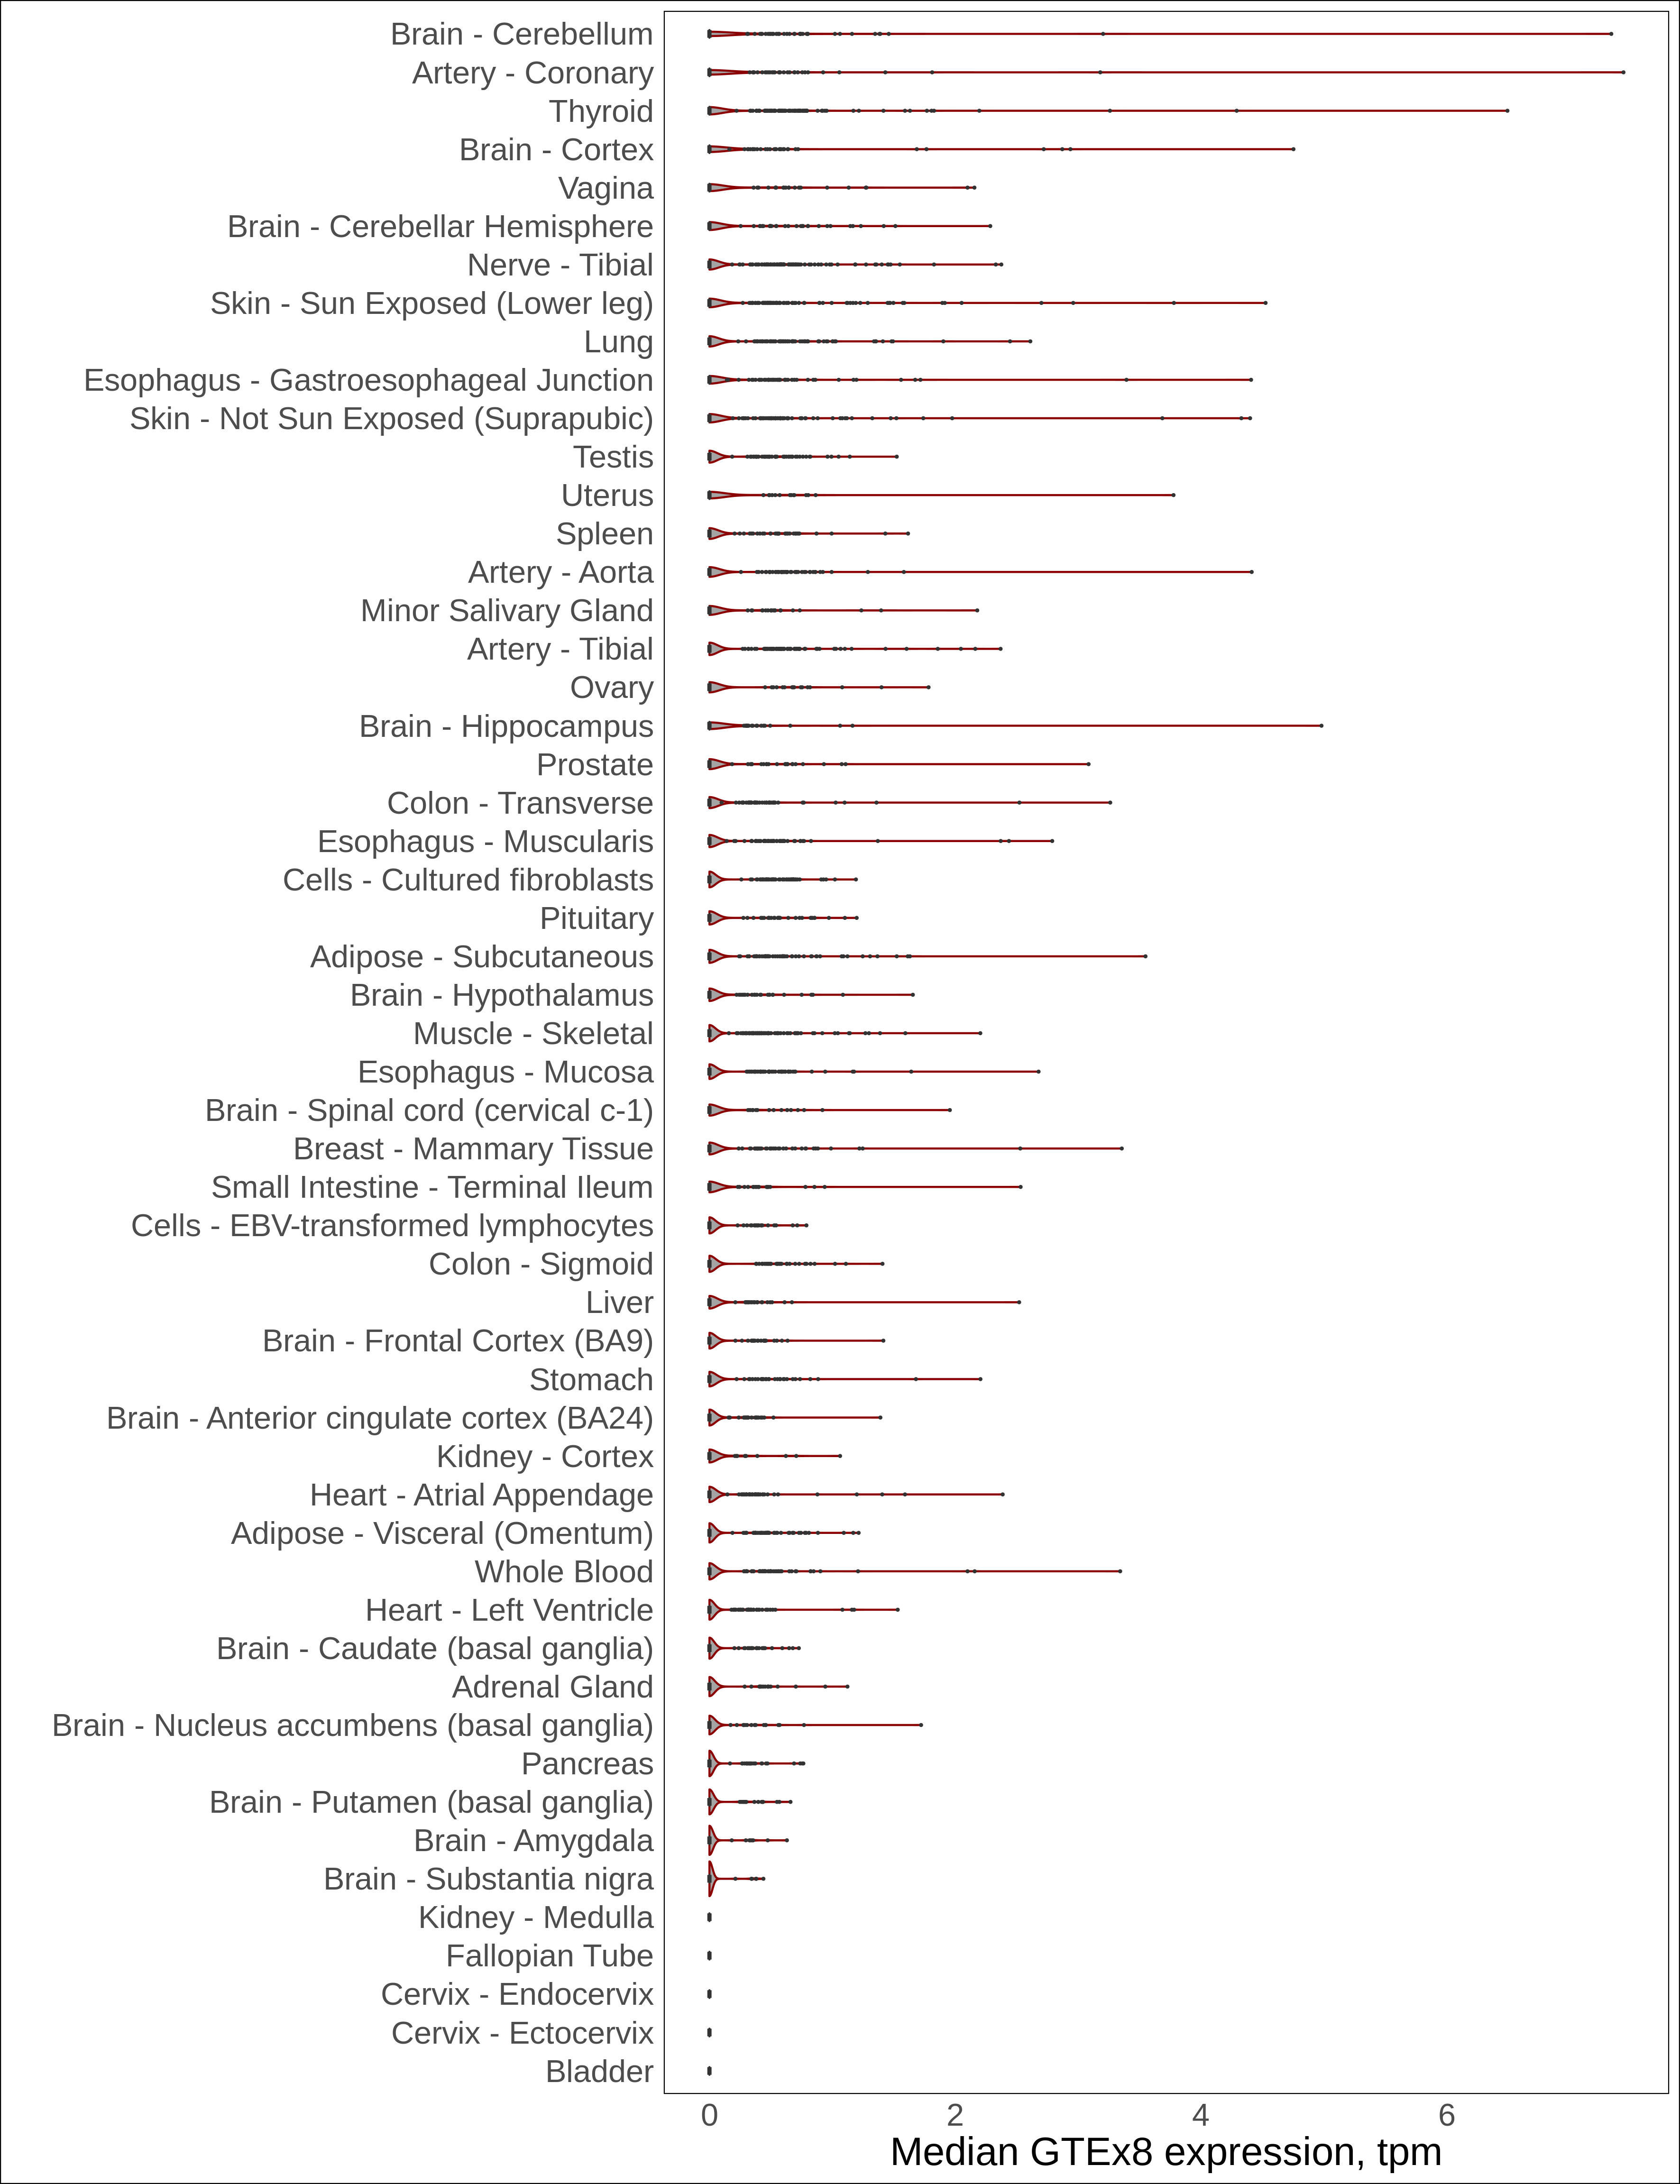 Brain - Cerebellum
Artery - Coronary
Thyroid
Brain - Cortex
Vagina
Brain - Cerebellar Hemisphere
Nerve - Tibial
Skin - Sun Exposed (Lower leg)
Lung
Esophagus - Gastroesophageal Junction
Skin - Not Sun Exposed (Suprapubic)
Testis
Uterus
Spleen
Artery - Aorta
Minor Salivary Gland
Artery - Tibial
Ovary
Brain - Hippocampus
Prostate
Colon - Transverse
Esophagus - Muscularis
Cells - Cultured fibroblasts
Pituitary
Adipose - Subcutaneous
Brain - Hypothalamus
Muscle - Skeletal
Esophagus - Mucosa
Brain - Spinal cord (cervical c-1)
Breast - Mammary Tissue
Small Intestine - Terminal Ileum
Cells - EBV-transformed lymphocytes
Colon - Sigmoid
Liver
Brain - Frontal Cortex (BA9)
Stomach
Brain - Anterior cingulate cortex (BA24)
Kidney - Cortex
Heart - Atrial Appendage
Adipose - Visceral (Omentum)
Whole Blood
Heart - Left Ventricle
Brain - Caudate (basal ganglia)
Adrenal Gland
Brain - Nucleus accumbens (basal ganglia)
Pancreas
Brain - Putamen (basal ganglia)
Brain - Amygdala
Brain - Substantia nigra
Kidney - Medulla
Fallopian Tube
Cervix - Endocervix
Cervix - Ectocervix
Bladder
0 2 4 6
Median GTEx8 expression, tpm